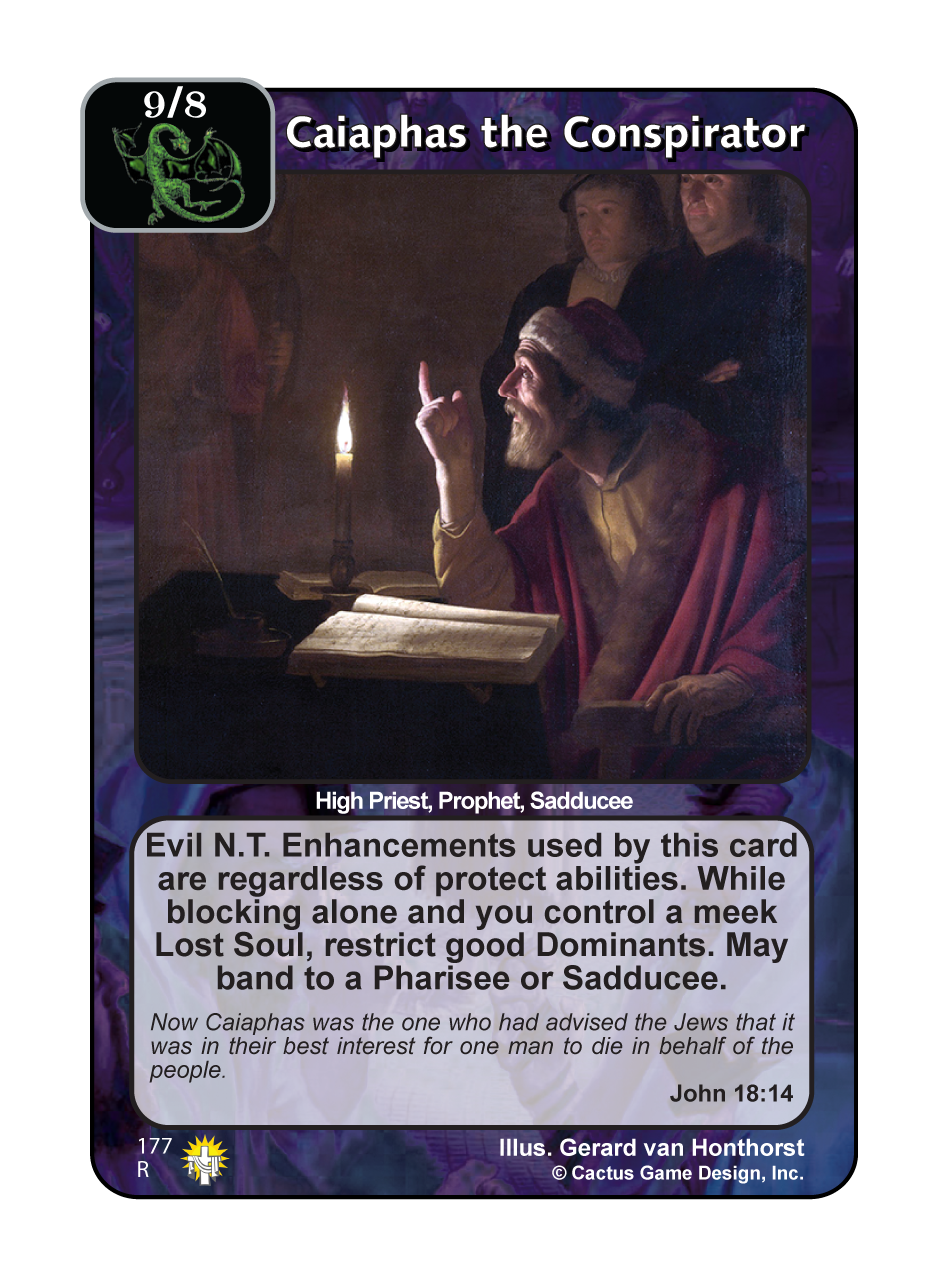 9/8
Caiaphas the Conspirator
High Priest, Prophet, Sadducee
Evil N.T. Enhancements used by this card
are regardless of protect abilities. While
blocking alone and you control a meek
Lost Soul, restrict good Dominants. May
band to a Pharisee or Sadducee.
Now Caiaphas was the one who had advised the Jews that it
was in their best interest for one man to die in behalf of the
people.
John 18:14
177
R
Illus. Gerard van Honthorst
© Cactus Game Design, Inc.